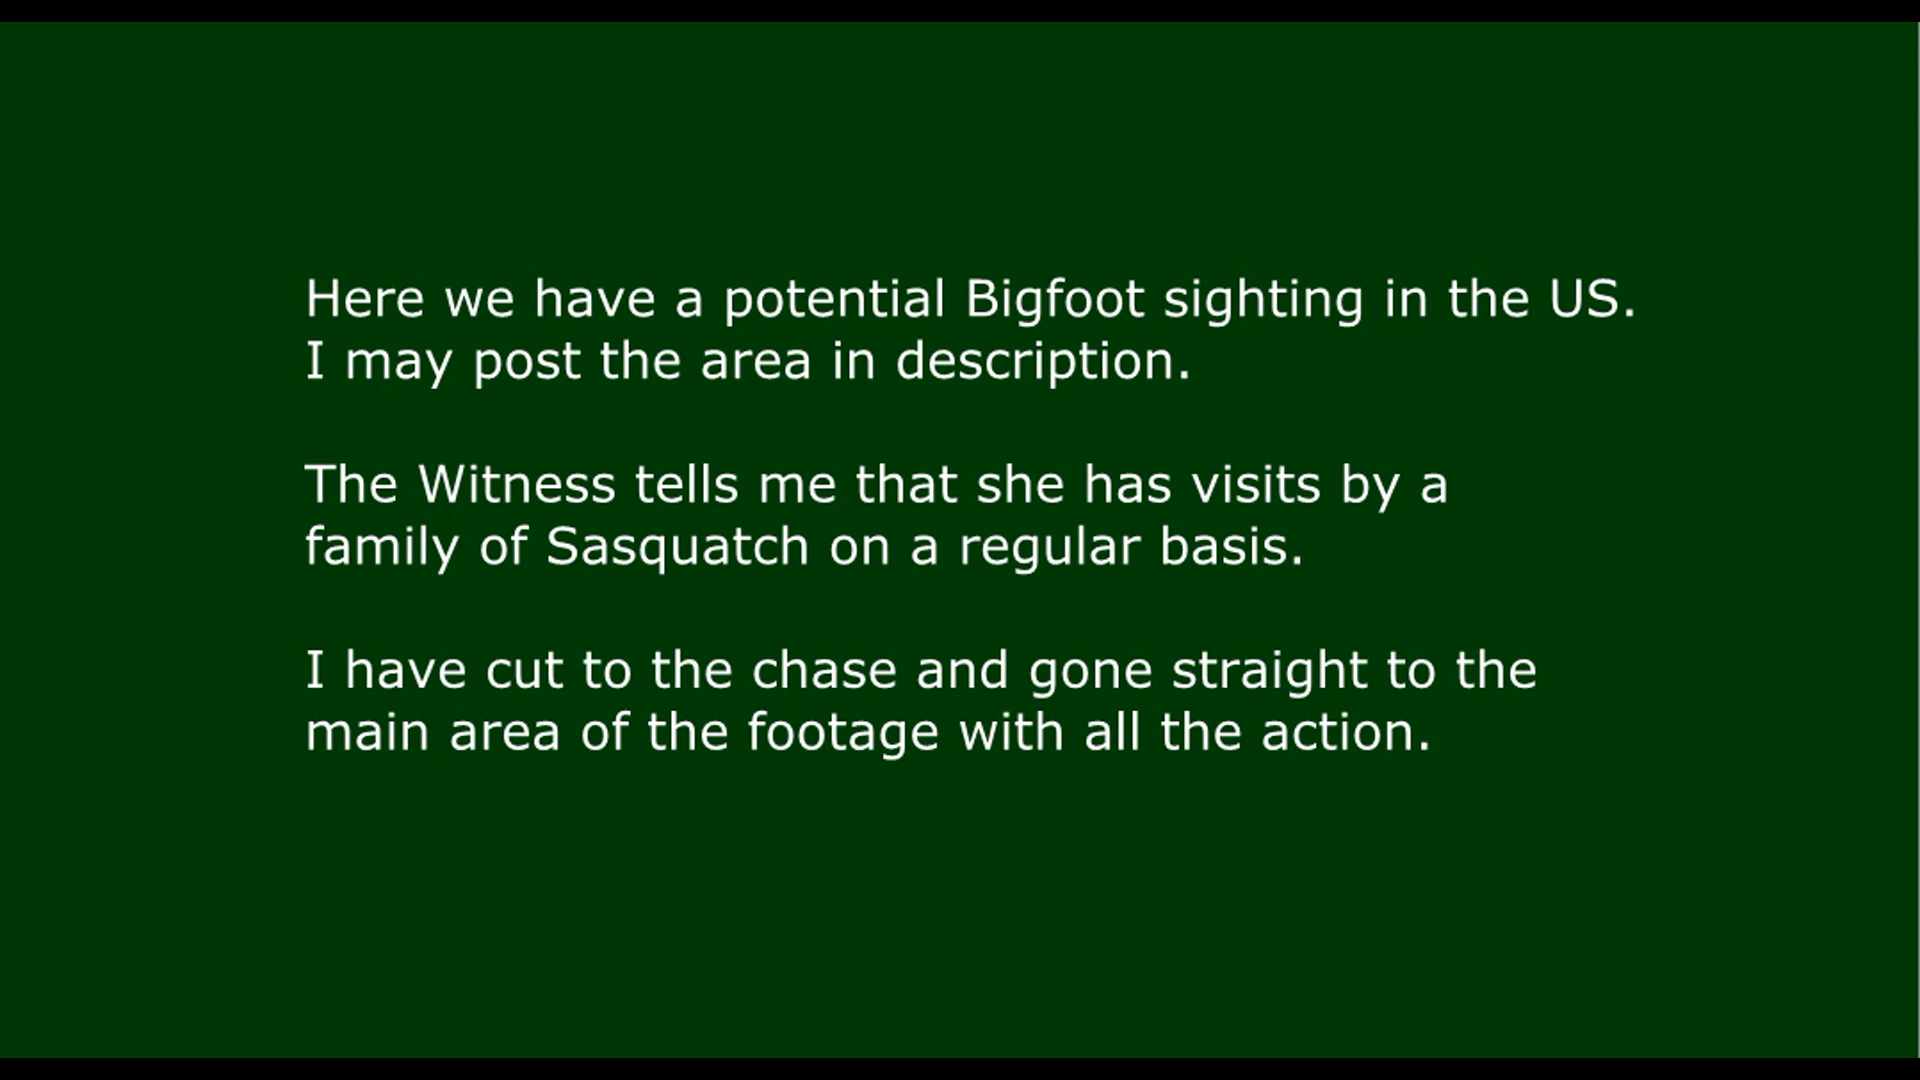 Here we have a potential Bigfoot sighting in the US.
I may post the area in description.
The Witness tells me that she has visits by a
family of Sasquatch on a regular basis.
I have cut to the chase and gone straight to the
main area of the footage with all the action.